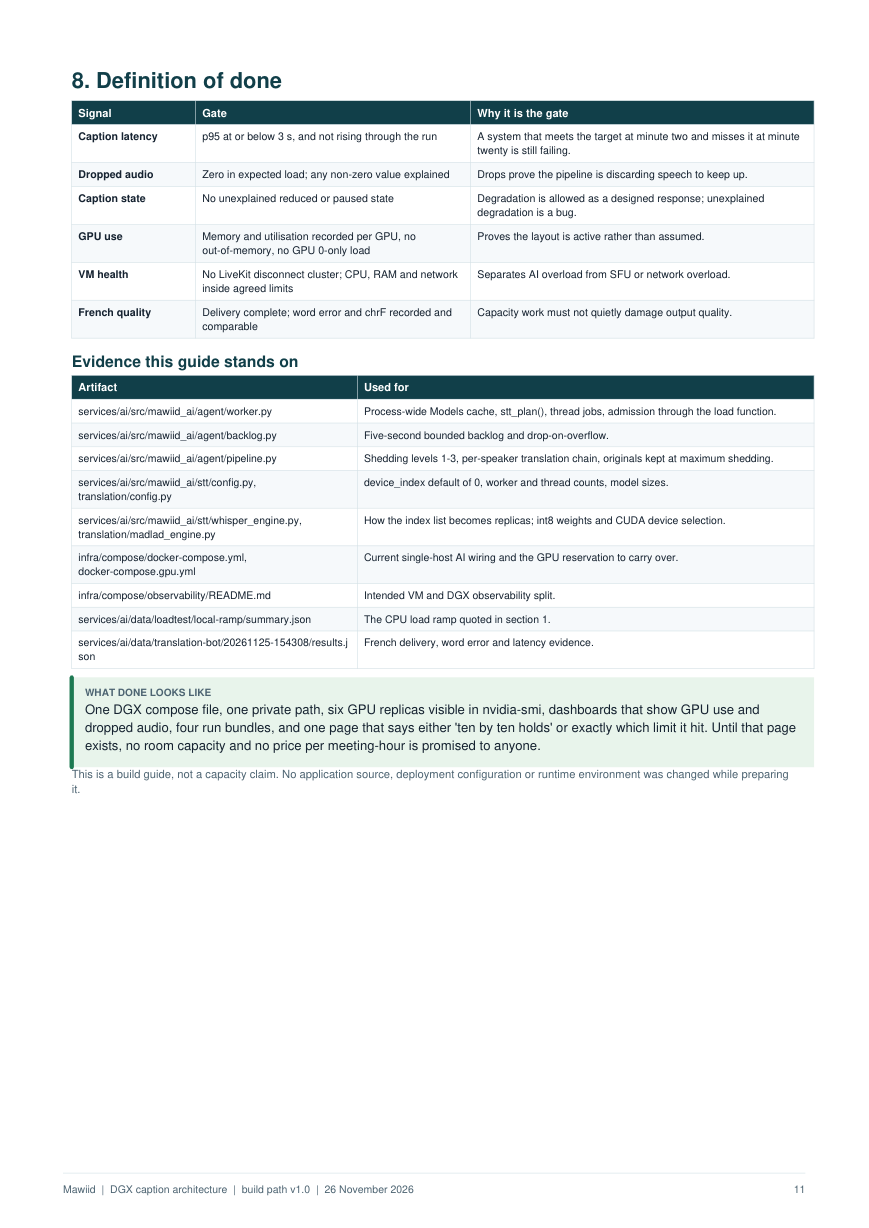 8. Definition of done
Signal Gate Why it is the gate
Caption latency p95 at or below 3 s, and not rising through the run A system that meets the target at minute two and misses it at minute
twenty is still failing.
Dropped audio Zero in expected load; any non-zero value explained Drops prove the pipeline is discarding speech to keep up.
Caption state No unexplained reduced or paused state Degradation is allowed as a designed response; unexplained
degradation is a bug.
GPU use Memory and utilisation recorded per GPU, no Proves the layout is active rather than assumed.
out-of-memory, no GPU 0-only load
VM health No LiveKit disconnect cluster; CPU, RAM and network Separates AI overload from SFU or network overload.
inside agreed limits
French quality Delivery complete; word error and chrF recorded and Capacity work must not quietly damage output quality.
comparable
Evidence this guide stands on
Artifact Used for
services/ai/src/mawiid_ai/agent/worker.py Process-wide Models cache, stt_plan(), thread jobs, admission through the load function.
services/ai/src/mawiid_ai/agent/backlog.py Five-second bounded backlog and drop-on-overflow.
services/ai/src/mawiid_ai/agent/pipeline.py Shedding levels 1-3, per-speaker translation chain, originals kept at maximum shedding.
services/ai/src/mawiid_ai/stt/config.py, device_index default of 0, worker and thread counts, model sizes.
translation/config.py
services/ai/src/mawiid_ai/stt/whisper_engine.py, How the index list becomes replicas; int8 weights and CUDA device selection.
translation/madlad_engine.py
infra/compose/docker-compose.yml, Current single-host AI wiring and the GPU reservation to carry over.
docker-compose.gpu.yml
infra/compose/observability/README.md Intended VM and DGX observability split.
services/ai/data/loadtest/local-ramp/summary.json The CPU load ramp quoted in section 1.
services/ai/data/translation-bot/20261125-154308/results.j French delivery, word error and latency evidence.
son
WHAT DONE LOOKS LIKE
One DGX compose file, one private path, six GPU replicas visible in nvidia-smi, dashboards that show GPU use and
dropped audio, four run bundles, and one page that says either 'ten by ten holds' or exactly which limit it hit. Until that page
exists, no room capacity and no price per meeting-hour is promised to anyone.
This is a build guide, not a capacity claim. No application source, deployment configuration or runtime environment was changed while preparing
it.
Mawiid | DGX caption architecture | build path v1.0 | 26 November 2026 11